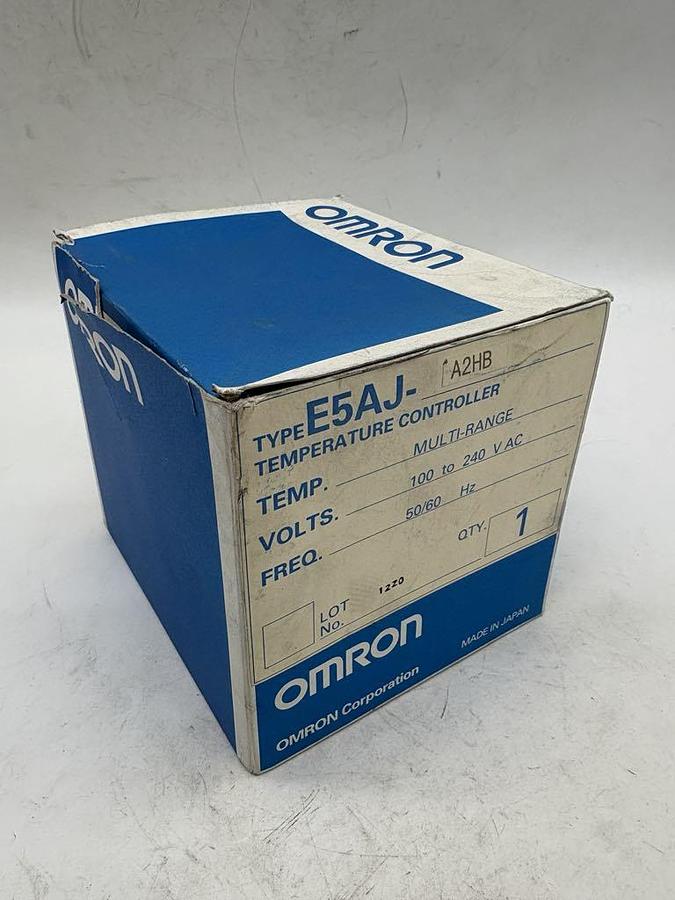 OMRON
OMRON
TYPE E5AJ- A2HB
TEMPERATURE CONTROLLER
TEMP. MULTI-RANGE
VOLTS. 100 to 240 V AC
FREQ. 50/60 Hz
QTY. 1
LOT No. 1220
OMRON
OMRON Corporation
MADE IN JAPAN